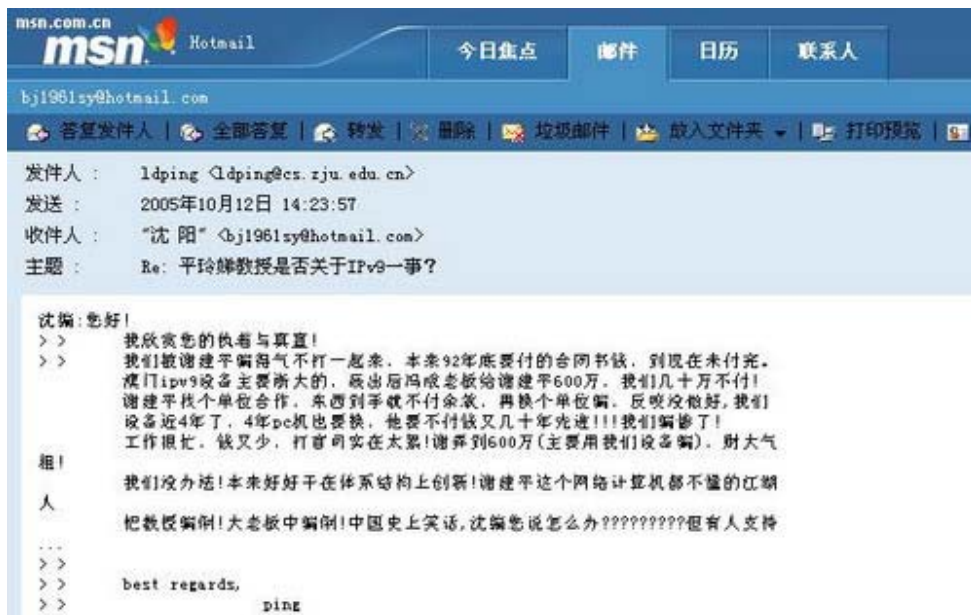 msn.com.cn
msn Hotmail 今日焦点 邮件 日历 联系人
bj1961sy@hotmail.com
答复发件人 | 全部答复 | 转发 | 删除 | 垃圾邮件 | 放入文件夹 | 打印预览 |
发件人 : ldping <ldping@cs.zju.edu.cn>
发送 : 2005年10月12日 14:23:57
收件人 : "沈 阳" <bj1961sy@hotmail.com>
主题 : Re: 平玲娣教授是否关于IPv9一事?
沈编:您好!
> > 我欣赏您的执着与真直!
> > 我们被谢建平骗得气不打一起来. 本来92年底要付的合同书钱. 到现在未付完.
澳门ipv9设备主要浙大的. 展出后冯成老板给谢建平600万. 我们几十万不付!
谢建平找个单位合作. 东西到手就不付余款. 再换个单位骗. 反咬没做好,我们
设备近4年了. 4年pc机也要换. 他要不付钱又几十年先进!!!我们骗惨了!
工作很忙. 钱又少. 打官司实在太累!谢弄到600万(主要用我们设备骗). 财大气
粗!
我们没办法!本来好好干在体系结构上创新!谢建平这个网络计算机都不懂的江湖
人
把教授骗倒!大老板中骗倒!中国史上笑话,沈编您说怎么办?????????但有人支持
...
> >
> > best regards,
> > ping